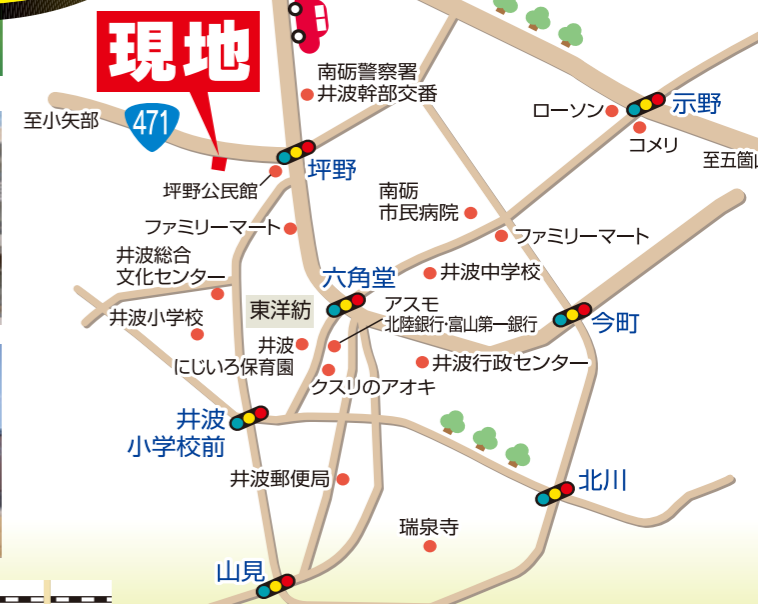 現地
南砺警察署
井波幹部交番
至小矢部
471
ローソン
示野
コメリ
至五箇山
坪野
坪野公民館
南砺
市民病院
ファミリーマート
ファミリーマート
井波総合
文化センター
六角堂
井波中学校
東洋紡
アスモ
北陸銀行・富山第一銀行
井波小学校
今町
井波
にじいろ保育園
井波行政センター
クスリのアオキ
井波
小学校前
井波郵便局
北川
瑞泉寺
山見